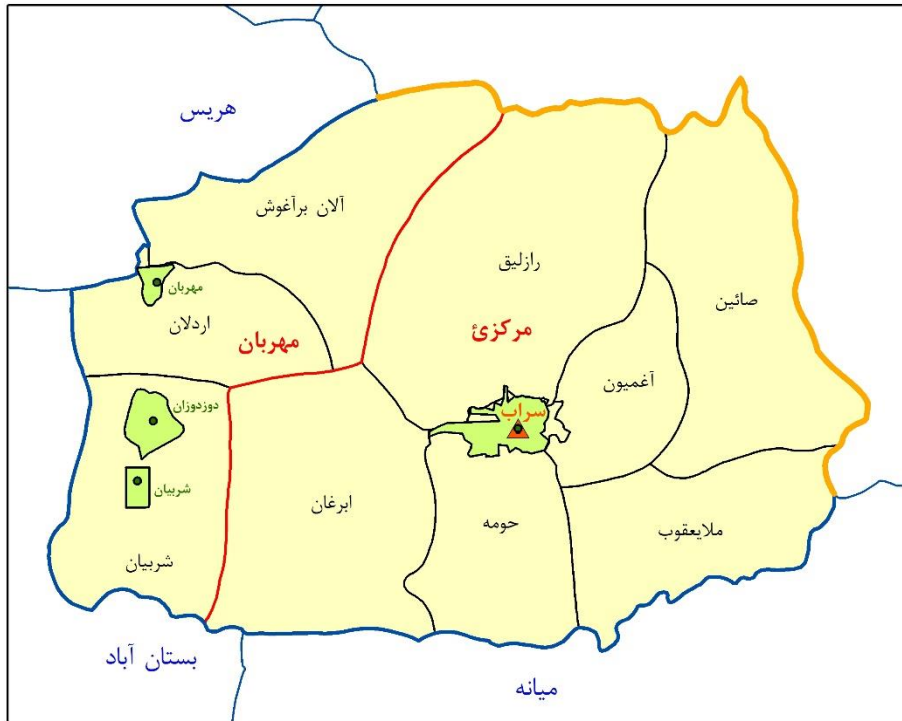 هریس
آلان برآغوش
رازلیق
صائین
مهربان
اردلان
مهربان
مرکزئ
آغمیون
دوزدوزان
سراب
شربیان
ابرغان
حومه
ملایعقوب
شربیان
بستان آباد
میانه